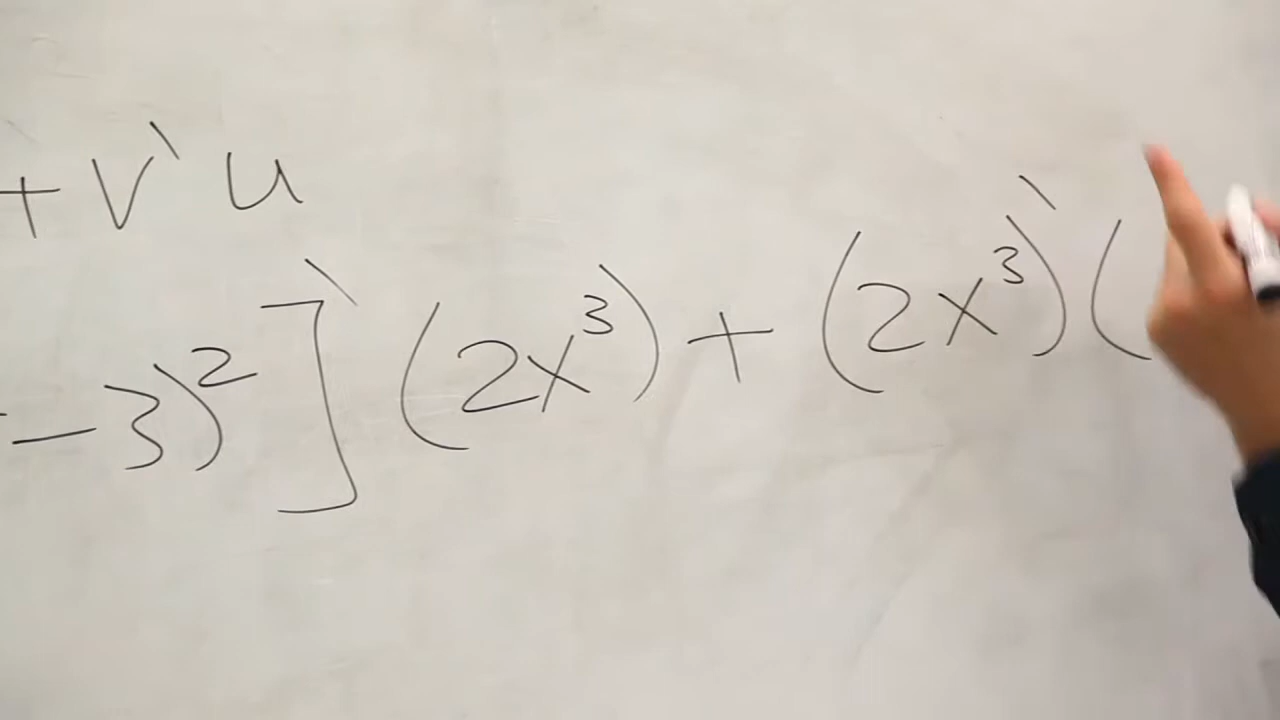 + v` u
- 3)²]` (2x³) + (2x³)` (